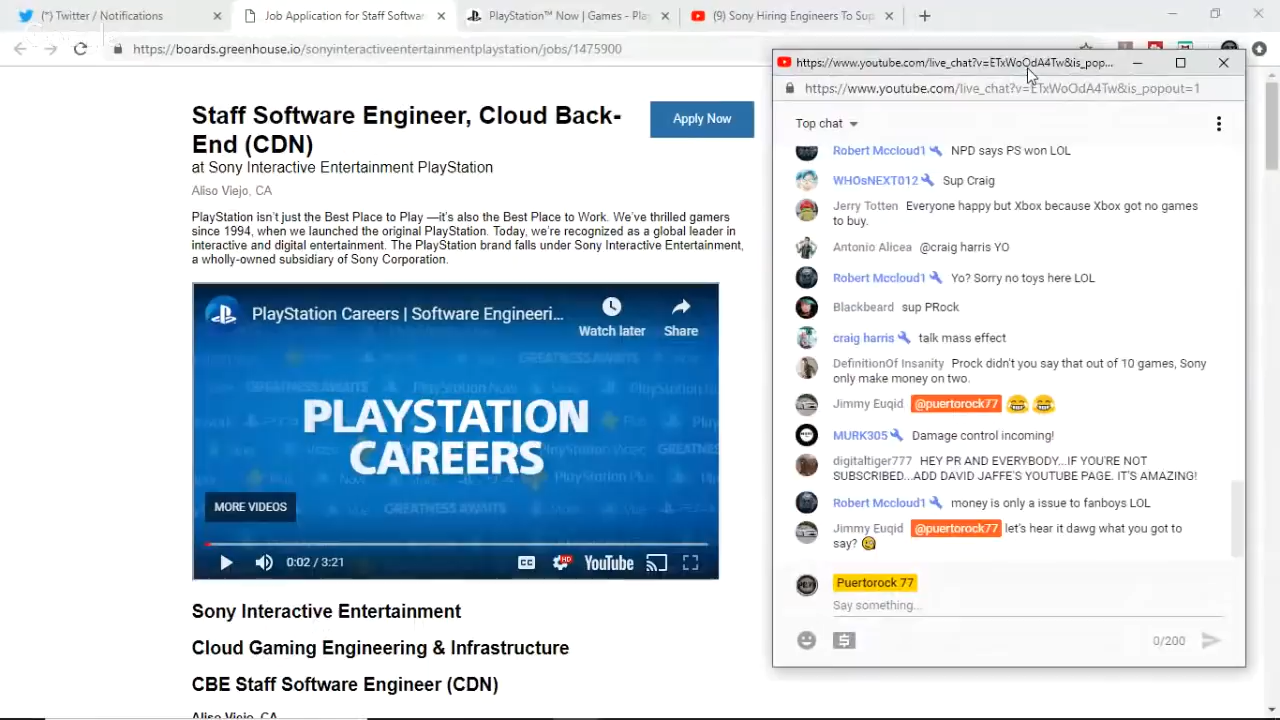 (*) Twitter / Notifications
Job Application for Staff Softwar
PlayStation™ Now | Games - Play
(9) Sony Hiring Engineers To Sup
https://boards.greenhouse.io/sonyinteractiveentertainmentplaystation/jobs/1475900
Staff Software Engineer, Cloud Back-
End (CDN)
Apply Now
at Sony Interactive Entertainment PlayStation
Aliso Viejo, CA
PlayStation isn't just the Best Place to Play —it's also the Best Place to Work. We've thrilled gamers
since 1994, when we launched the original PlayStation. Today, we're recognized as a global leader in
interactive and digital entertainment. The PlayStation brand falls under Sony Interactive Entertainment,
a wholly-owned subsidiary of Sony Corporation.
PlayStation Careers | Software Engineeri...
Watch later
Share
PLAYSTATION
CAREERS
MORE VIDEOS
0:02 / 3:21
CC
HD
YouTube
Sony Interactive Entertainment
Cloud Gaming Engineering & Infrastructure
CBE Staff Software Engineer (CDN)
Aliso Viejo, CA
https://www.youtube.com/live_chat?v=ETxWoOdA4Tw&is_pop...
https://www.youtube.com/live_chat?v=ETxWoOdA4Tw&is_popout=1
Top chat
Robert Mccloud1 NPD says PS won LOL
WHOsNEXT012 Sup Craig
Jerry Totten Everyone happy but Xbox because Xbox got no games
to buy.
Antonio Alicea @craig harris YO
Robert Mccloud1 Yo? Sorry no toys here LOL
Blackbeard sup PRock
craig harris talk mass effect
DefinitionOf Insanity Prock didn't you say that out of 10 games, Sony
only make money on two.
Jimmy Euqid @puertorock77
MURK305 Damage control incoming!
digitaltiger777 HEY PR AND EVERYBODY...IF YOU'RE NOT
SUBSCRIBED...ADD DAVID JAFFE'S YOUTUBE PAGE. IT'S AMAZING!
Robert Mccloud1 money is only a issue to fanboys LOL
Jimmy Euqid @puertorock77 let's hear it dawg what you got to
say?
Puertorock 77
Say something...
0/200